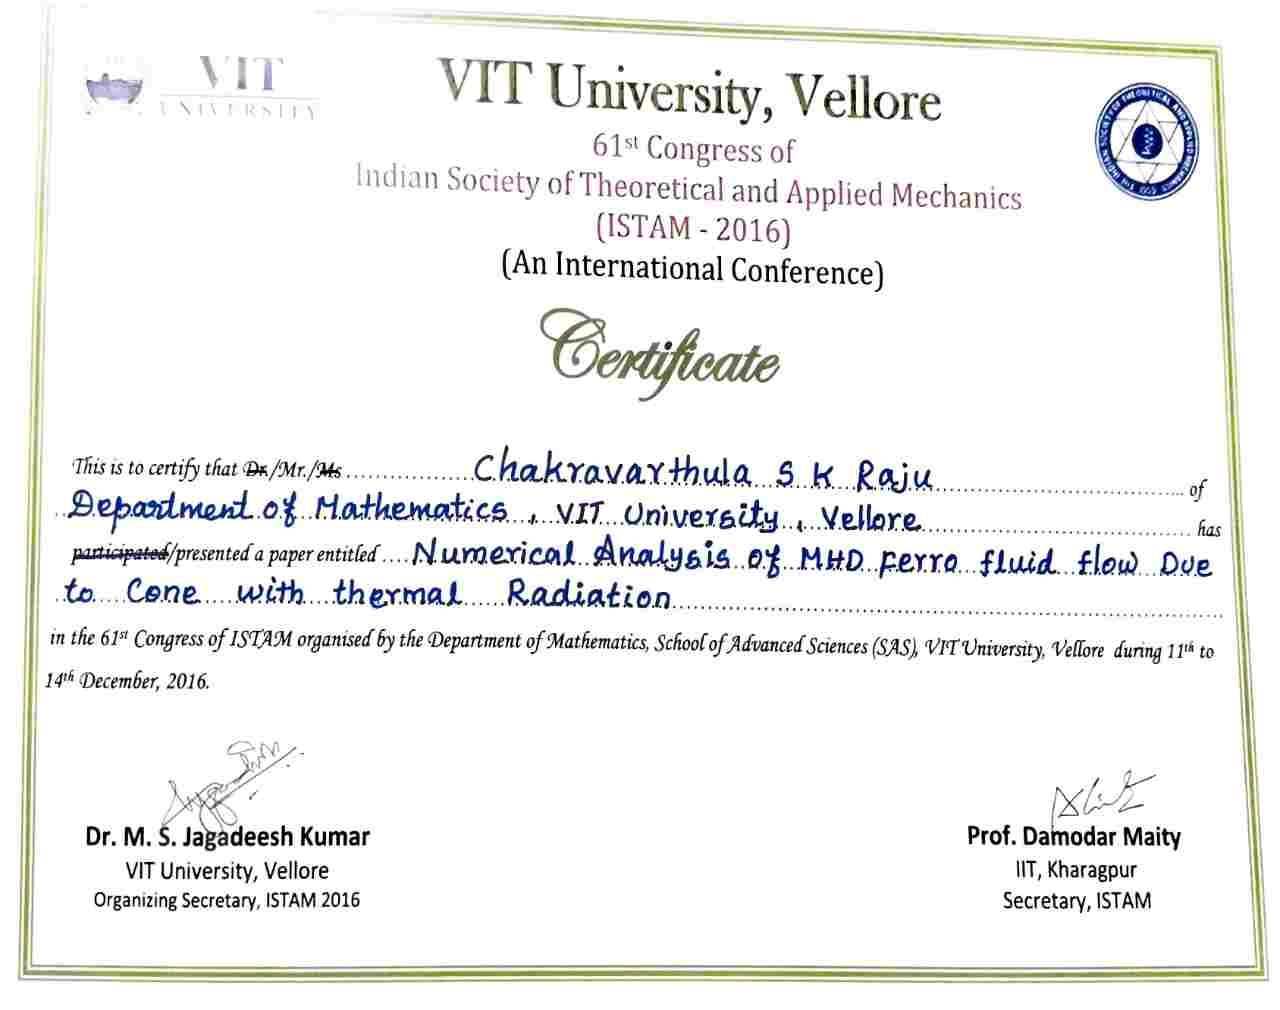 VIT
UNIVERSITY
VIT University, Vellore
61st Congress of
Indian Society of Theoretical and Applied Mechanics
(ISTAM - 2016)
(An International Conference)
THE INDIAN SOCIETY OF THEORETICAL AND APPLIED MECHANICS 1955
Certificate
This is to certify that Dr./Mr./Ms ............ Chakravarthula S K Raju ............ of
Department of Mathematics, VIT University, Vellore ............ has
participated/presented a paper entitled .... Numerical Analysis of MHD Ferro fluid flow Due
to Cone with thermal Radiation ............
in the 61st Congress of ISTAM organised by the Department of Mathematics, School of Advanced Sciences (SAS), VIT University, Vellore during 11th to
14th December, 2016.
Dr. M. S. Jagadeesh Kumar
VIT University, Vellore
Organizing Secretary, ISTAM 2016
Prof. Damodar Maity
IIT, Kharagpur
Secretary, ISTAM